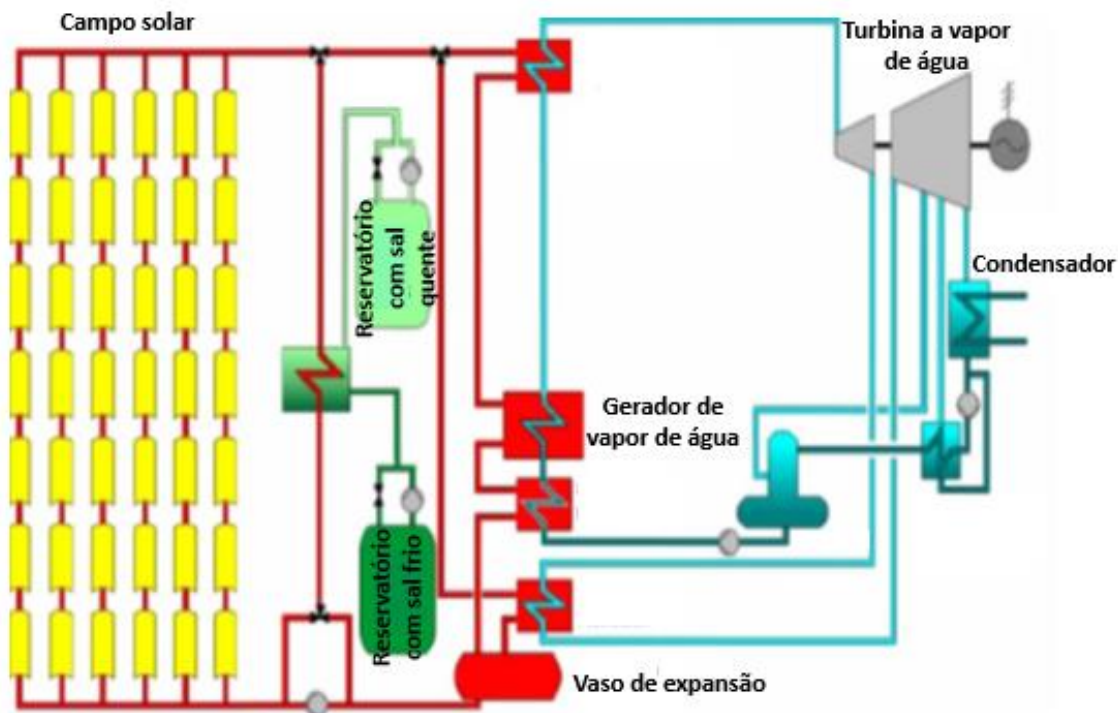 Campo solar
Turbina a vapor
de água
Reservatório
com sal
quente
Condensador
Gerador de
vapor de água
Reservatório
com sal frio
Vaso de expansão